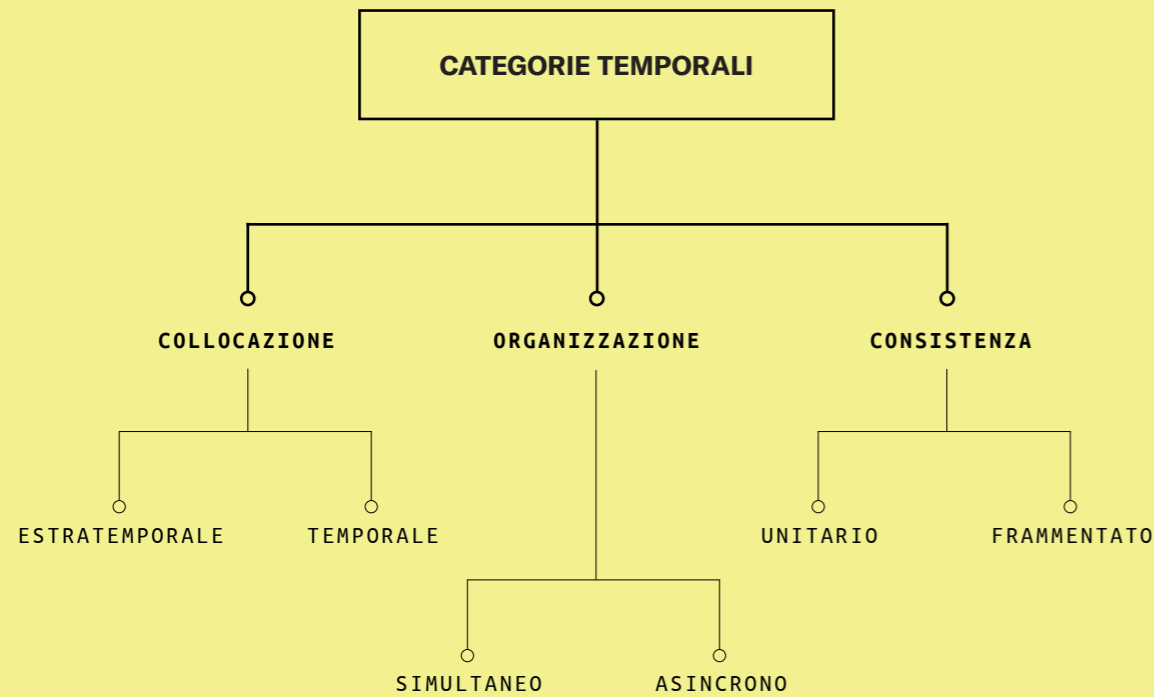 CATEGORIE TEMPORALI
COLLOCAZIONE
ORGANIZZAZIONE
CONSISTENZA
ESTRATEMPORALE
TEMPORALE
UNITARIO
FRAMMENTATO
SIMULTANEO
ASINCRONO